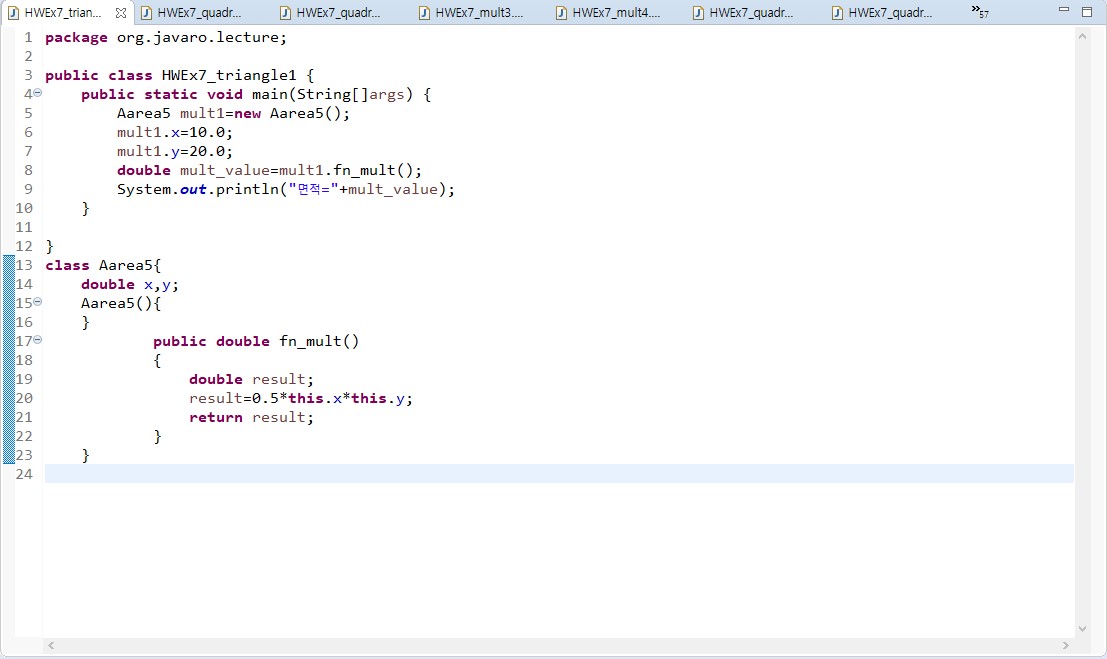 HWEx7_trian... HWEx7_quadr... HWEx7_quadr... HWEx7_mult3.... HWEx7_mult4.... HWEx7_quadr... HWEx7_quadr... »57
1 package org.javaro.lecture;
2
3 public class HWEx7_triangle1 {
4 public static void main(String[]args) {
5 Aarea5 mult1=new Aarea5();
6 mult1.x=10.0;
7 mult1.y=20.0;
8 double mult_value=mult1.fn_mult();
9 System.out.println("면적="+mult_value);
10 }
11
12 }
13 class Aarea5{
14 double x,y;
15 Aarea5(){
16 }
17 public double fn_mult()
18 {
19 double result;
20 result=0.5*this.x*this.y;
21 return result;
22 }
23 }
24